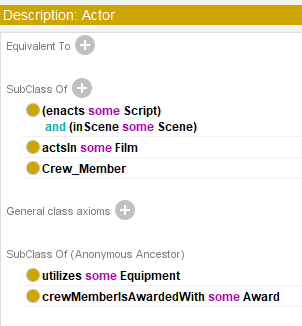 Description: Actor
Equivalent To
SubClass Of
(enacts some Script)
and (inScene some Scene)
actsIn some Film
Crew_Member
General class axioms
SubClass Of (Anonymous Ancestor)
utilizes some Equipment
crewMemberIsAwardedWith some Award